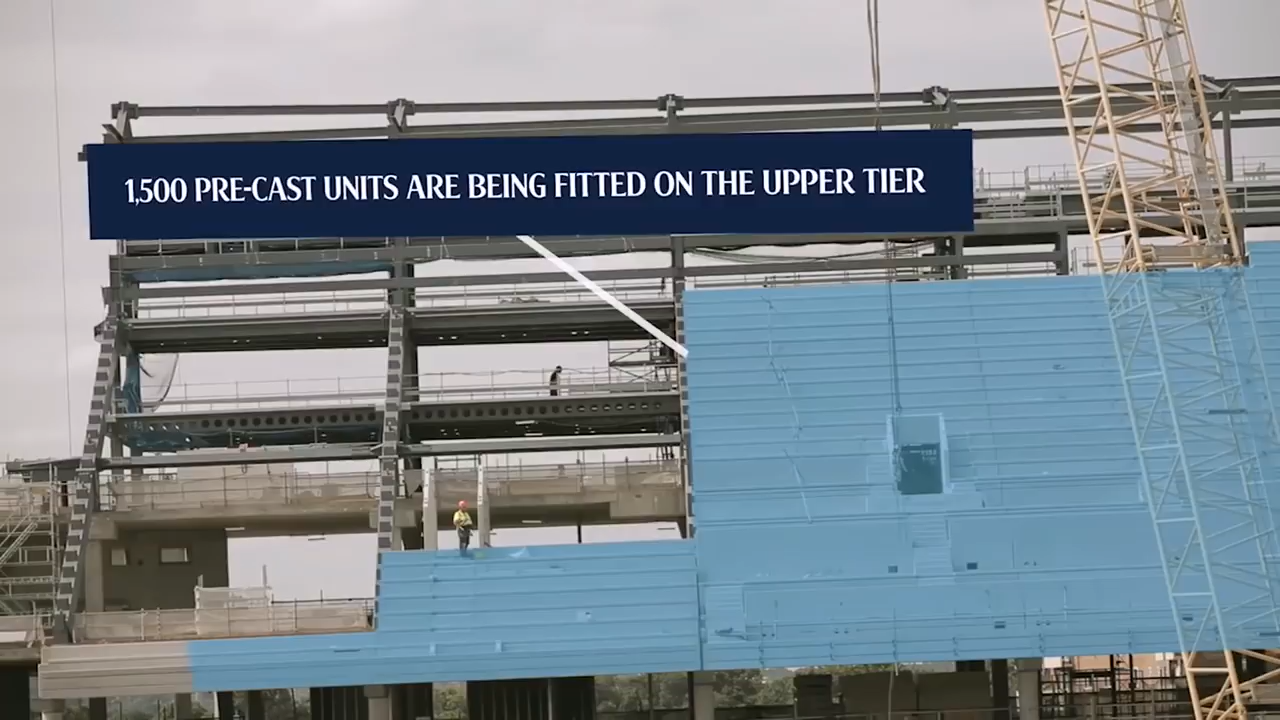 1,500 PRE-CAST UNITS ARE BEING FITTED ON THE UPPER TIER